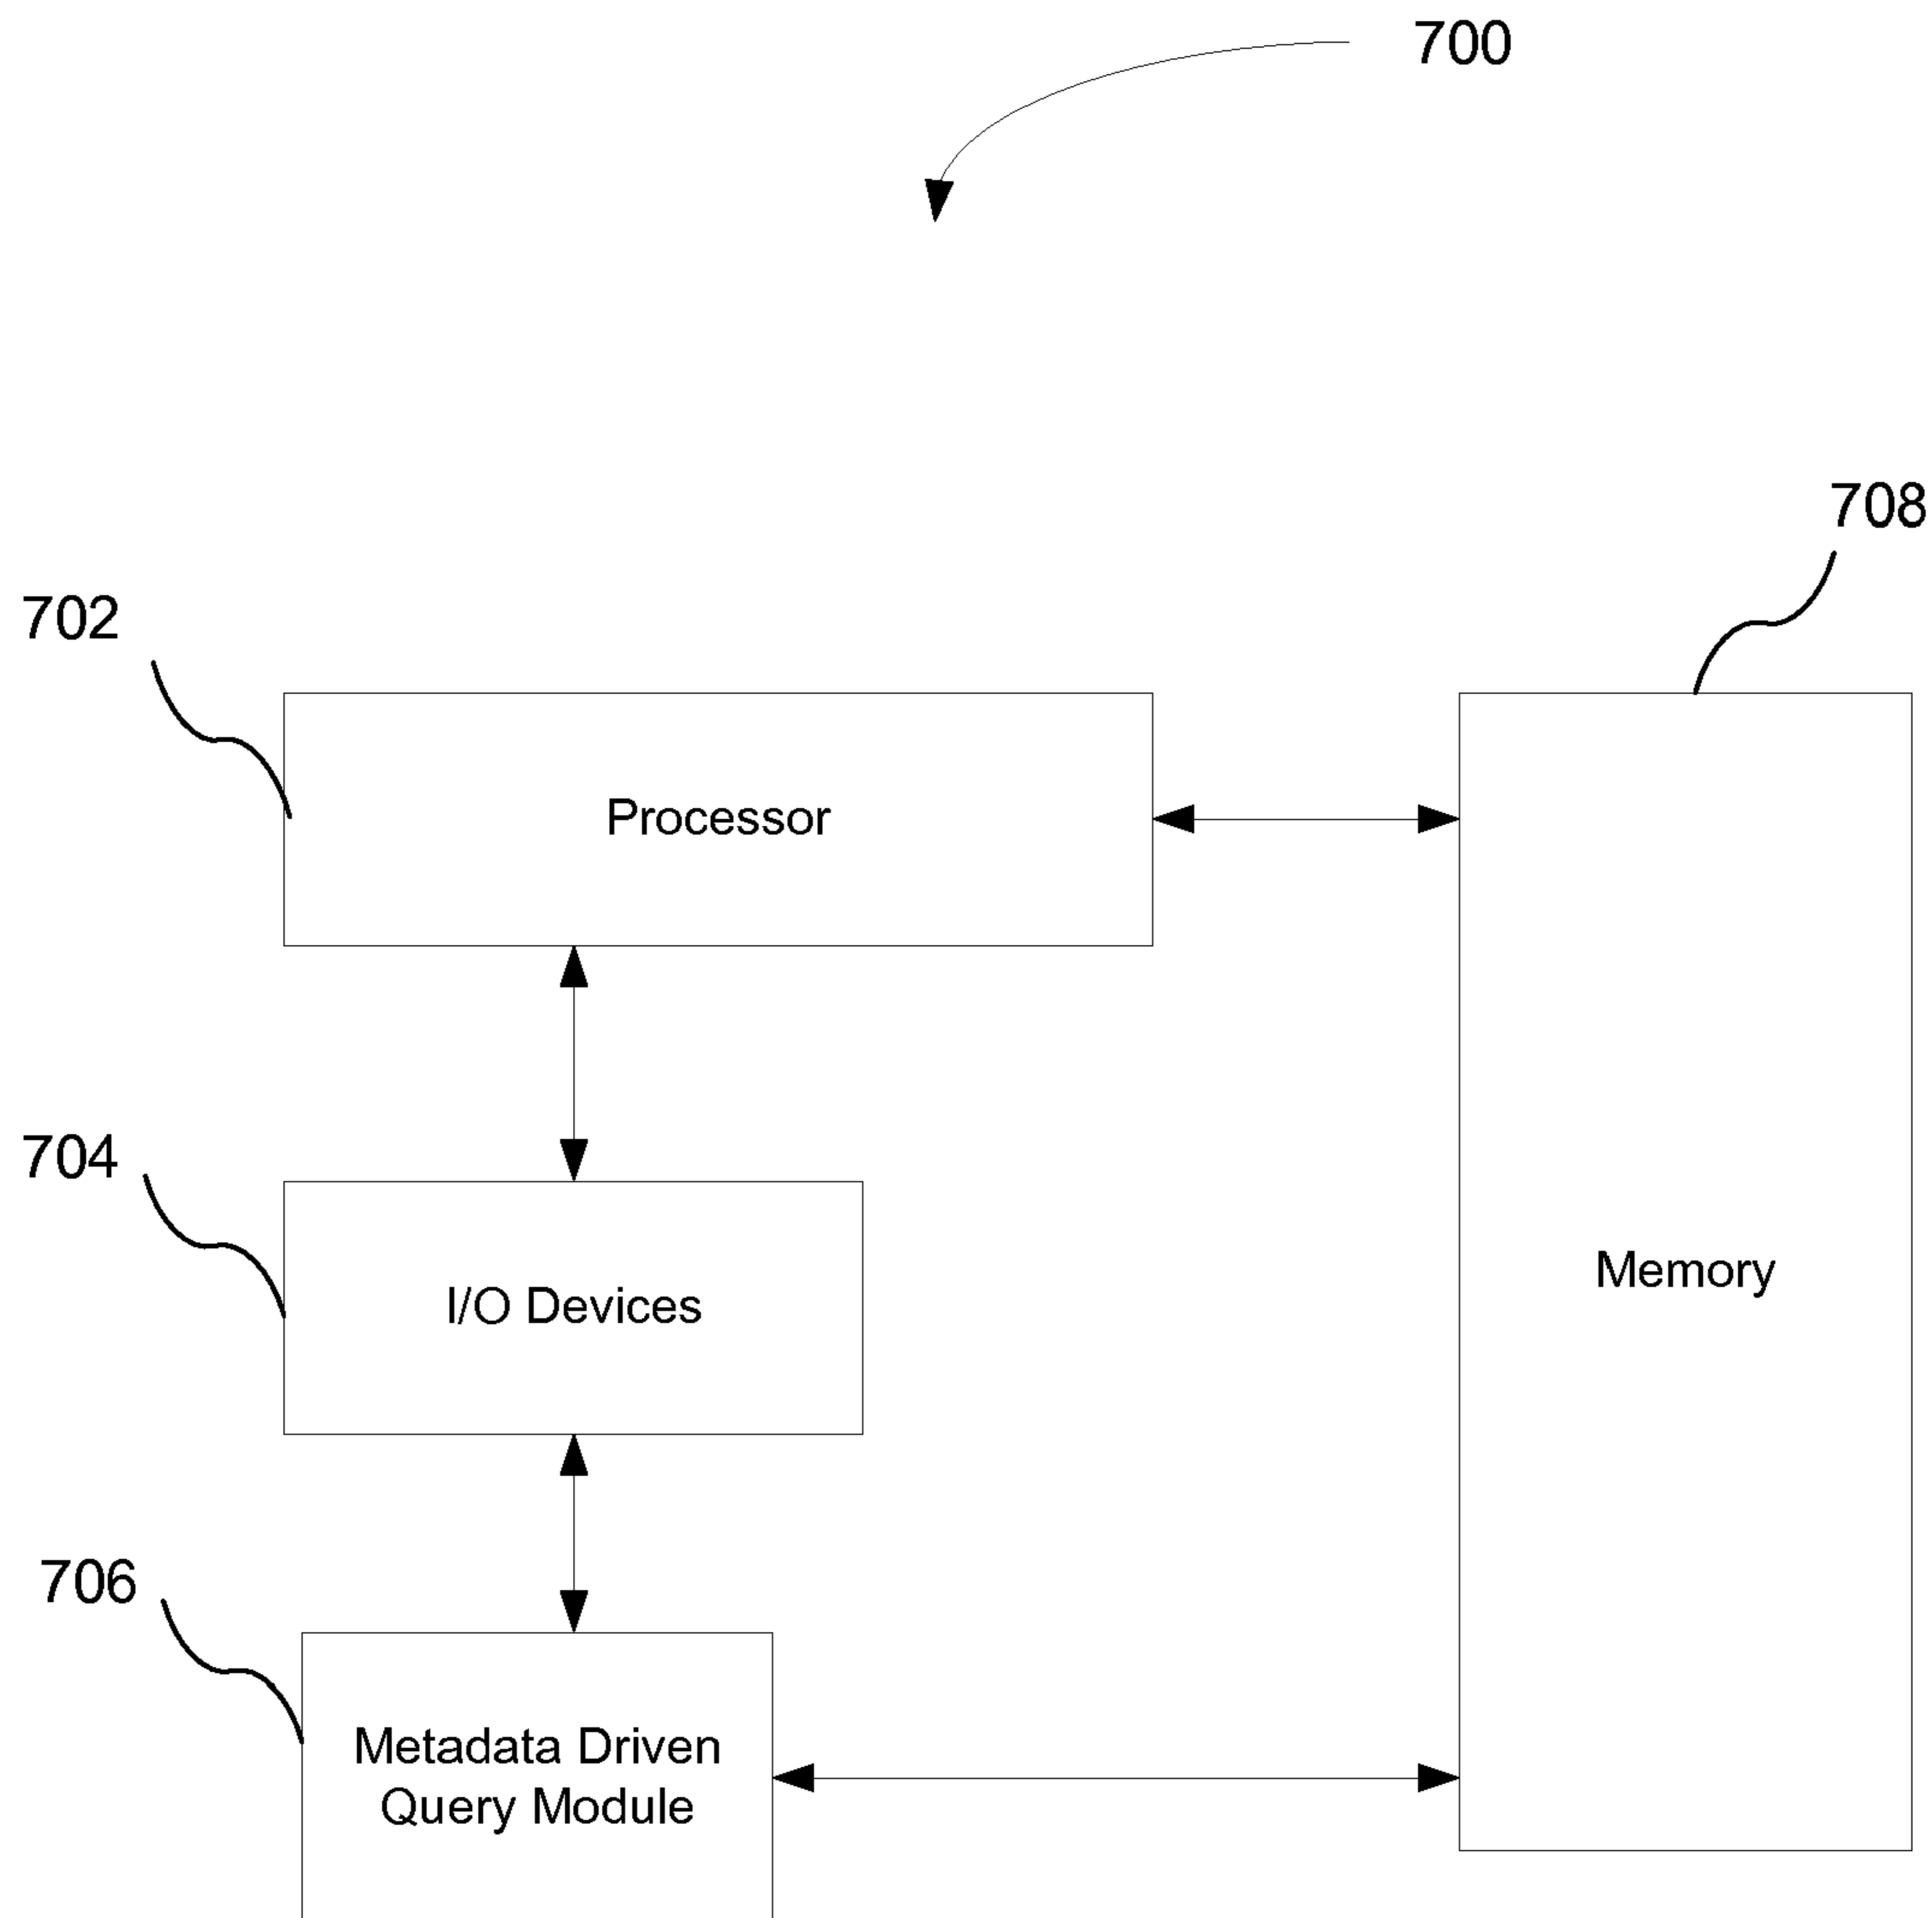 700
708
702
Processor
704
I/O Devices
Memory
706
Metadata Driven
Query Module